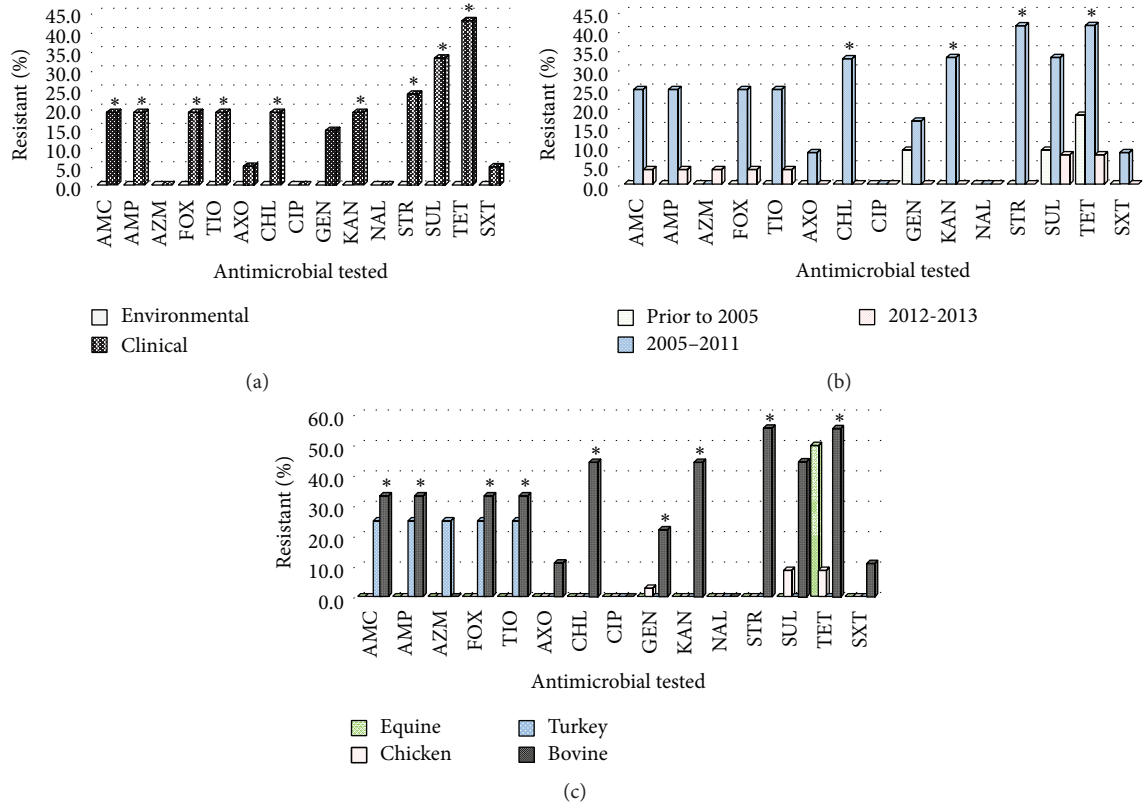 * * * * * * * * *
45.0
40.0
35.0
30.0
25.0
20.0
15.0
10.0
5.0
0.0
Resistant (%)
AMC AMP AZM FOX TIO AXO CHL CIP GEN KAN NAL STR SUL TET SXT
Antimicrobial tested
Environmental
Clinical
(a)
* * * *
45.0
40.0
35.0
30.0
25.0
20.0
15.0
10.0
5.0
0.0
Resistant (%)
AMC AMP AZM FOX TIO AXO CHL CIP GEN KAN NAL STR SUL TET SXT
Antimicrobial tested
Prior to 2005 2012-2013
2005–2011
(b)
* * * * * * * * *
60.0
50.0
40.0
30.0
20.0
10.0
0.0
Resistant (%)
AMC AMP AZM FOX TIO AXO CHL CIP GEN KAN NAL STR SUL TET SXT
Antimicrobial tested
Equine Turkey
Chicken Bovine
(c)